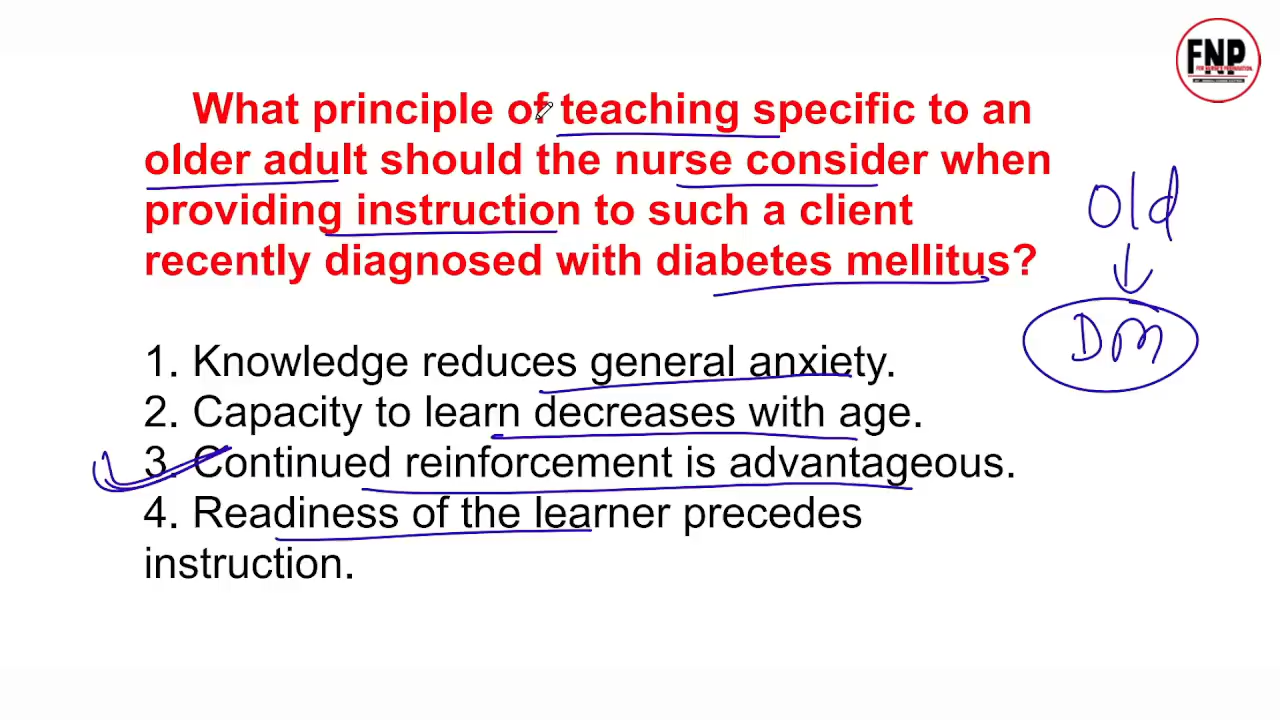 FNP
What principle of teaching specific to an
older adult should the nurse consider when
providing instruction to such a client
recently diagnosed with diabetes mellitus?
old
DM
1. Knowledge reduces general anxiety.
2. Capacity to learn decreases with age.
3. Continued reinforcement is advantageous.
4. Readiness of the learner precedes
instruction.